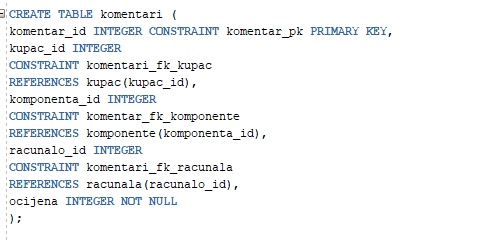 CREATE TABLE komentari (
komentar_id INTEGER CONSTRAINT komentar_pk PRIMARY KEY,
kupac_id INTEGER
CONSTRAINT komentari_fk_kupac
REFERENCES kupac(kupac_id),
komponenta_id INTEGER
CONSTRAINT komentar_fk_komponente
REFERENCES komponente(komponenta_id),
racunalo_id INTEGER
CONSTRAINT komentari_fk_racunala
REFERENCES racunala(racunalo_id),
ocijena INTEGER NOT NULL
);